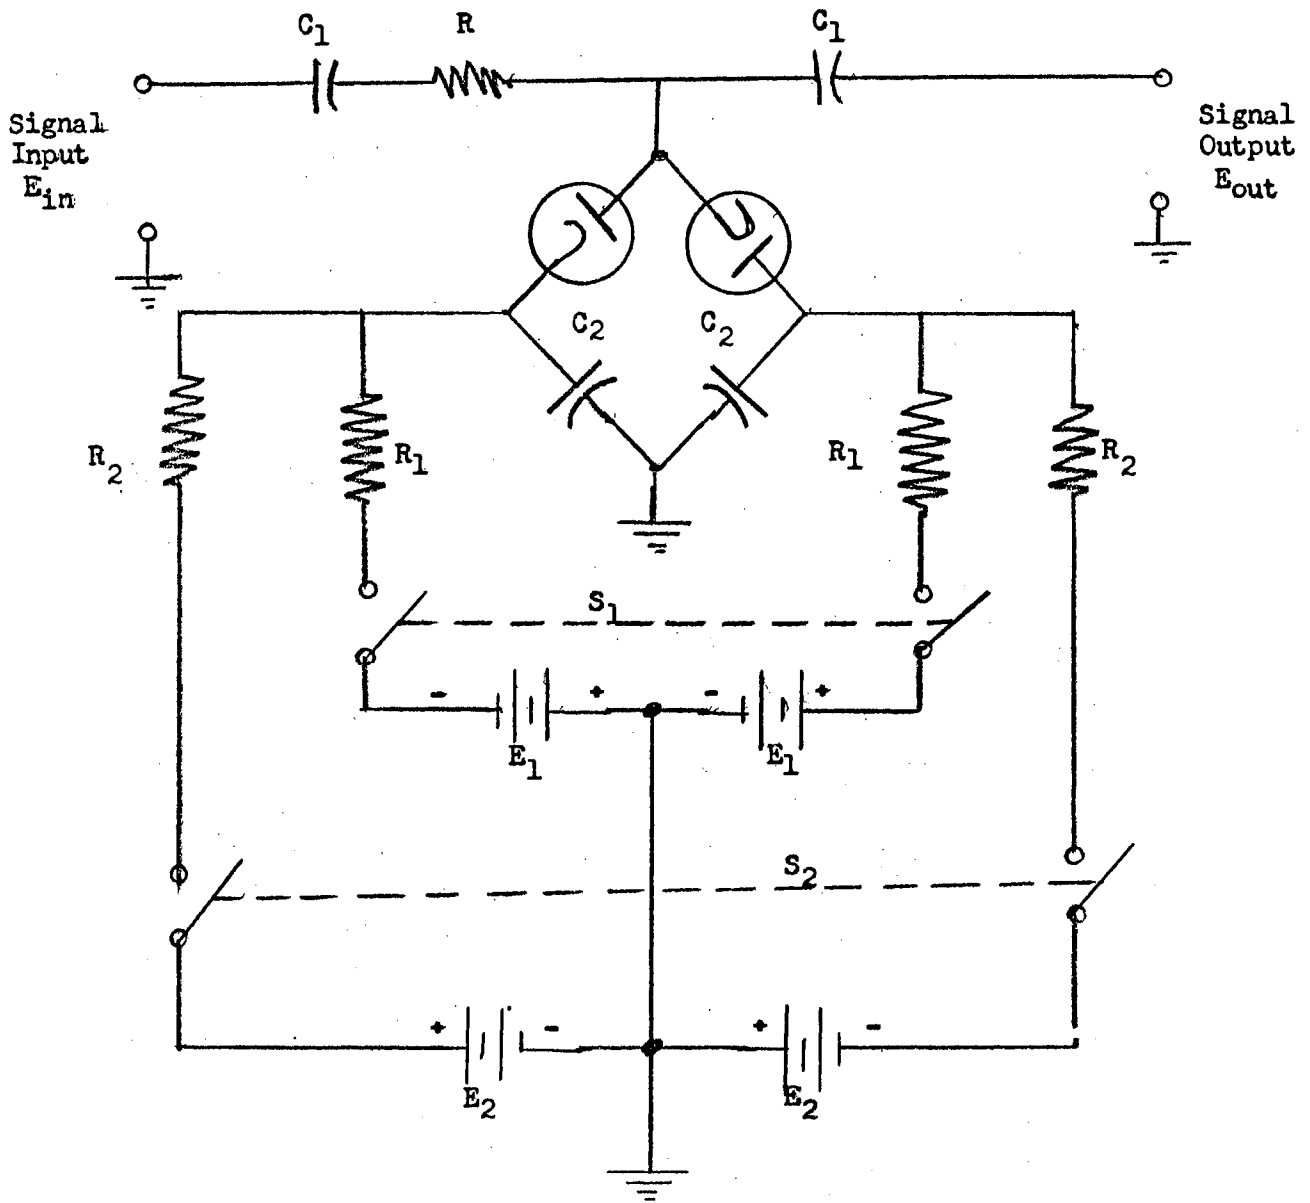 C1 R C1
Signal
Input
Ein
Signal
Output
Eout
C2 C2
R2 R1 R1 R2
S1
- + - +
E1 E1
S2
+ - + -
E2 E2